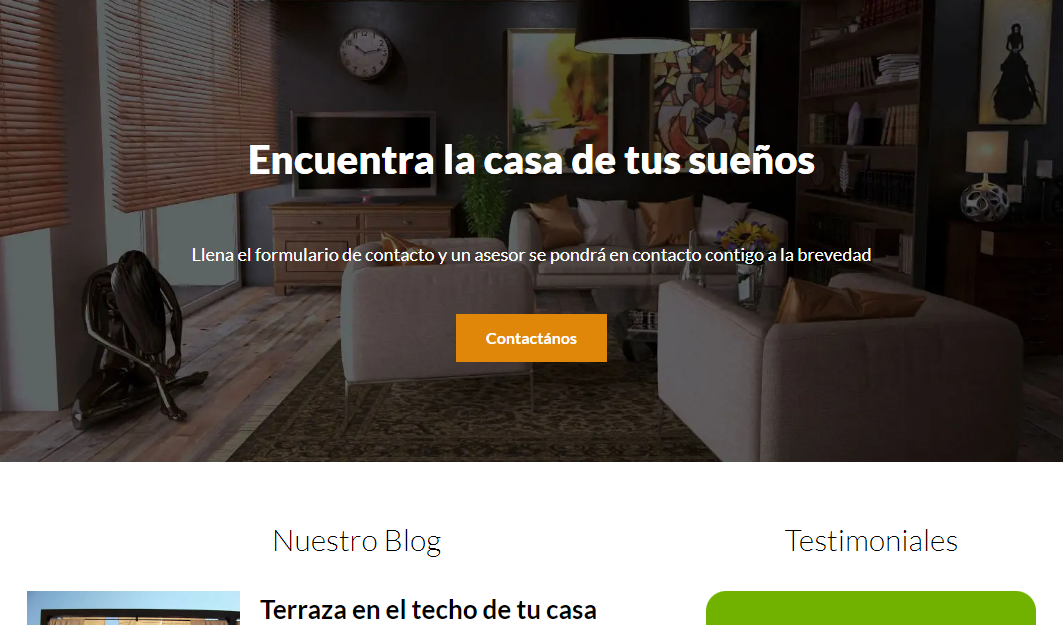 Encuentra la casa de tus sueños
Llena el formulario de contacto y un asesor se pondrá en contacto contigo a la brevedad
Contactános
Nuestro Blog
Testimoniales
Terraza en el techo de tu casa